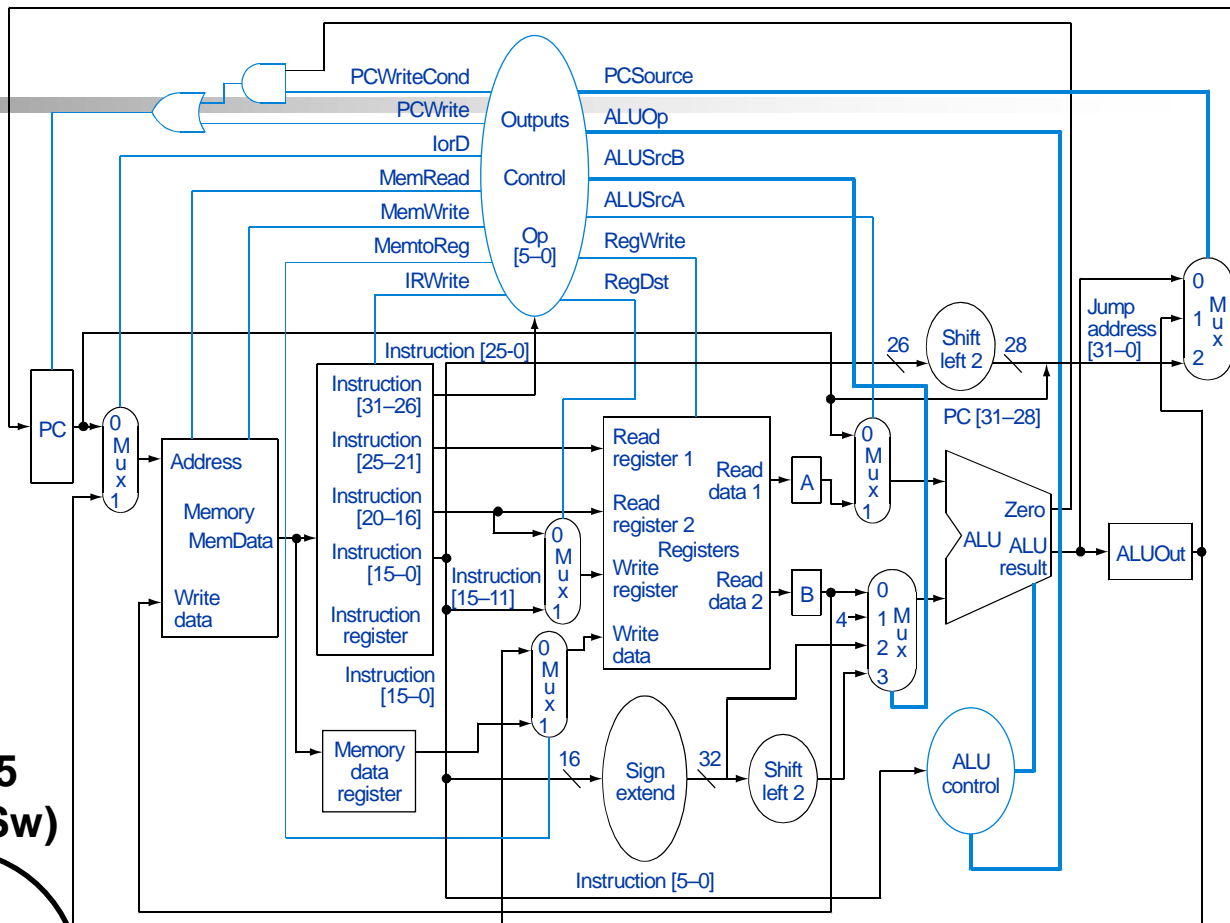 PCWriteCond
PCWrite
IorD
MemRead
MemWrite
MemtoReg
IRWrite
Outputs
Control
Op
[5–0]
PCSource
ALUOp
ALUSrcB
ALUSrcA
RegWrite
RegDst
Instruction [25-0]
26
Shift
left 2
28
Jump
address
[31–0]
0
1
2
M
u
x
PC [31–28]
PC
0
M
u
x
1
Address
Memory
MemData
Write
data
Instruction
[31–26]
Instruction
[25–21]
Instruction
[20–16]
Instruction
[15–0]
Instruction
register
Instruction
[15–11]
Instruction
[15–0]
0
M
u
x
1
0
M
u
x
1
Read
register 1
Read
register 2
Registers
Write
register
Write
data
Read
data 1
Read
data 2
A
B
4
0
M
u
x
1
0
1
2
3
M
u
x
Zero
ALU
ALU
result
ALUOut
Memory
data
register
16
Sign
extend
32
Shift
left 2
ALU
control
Instruction [5–0]
5
Sw)